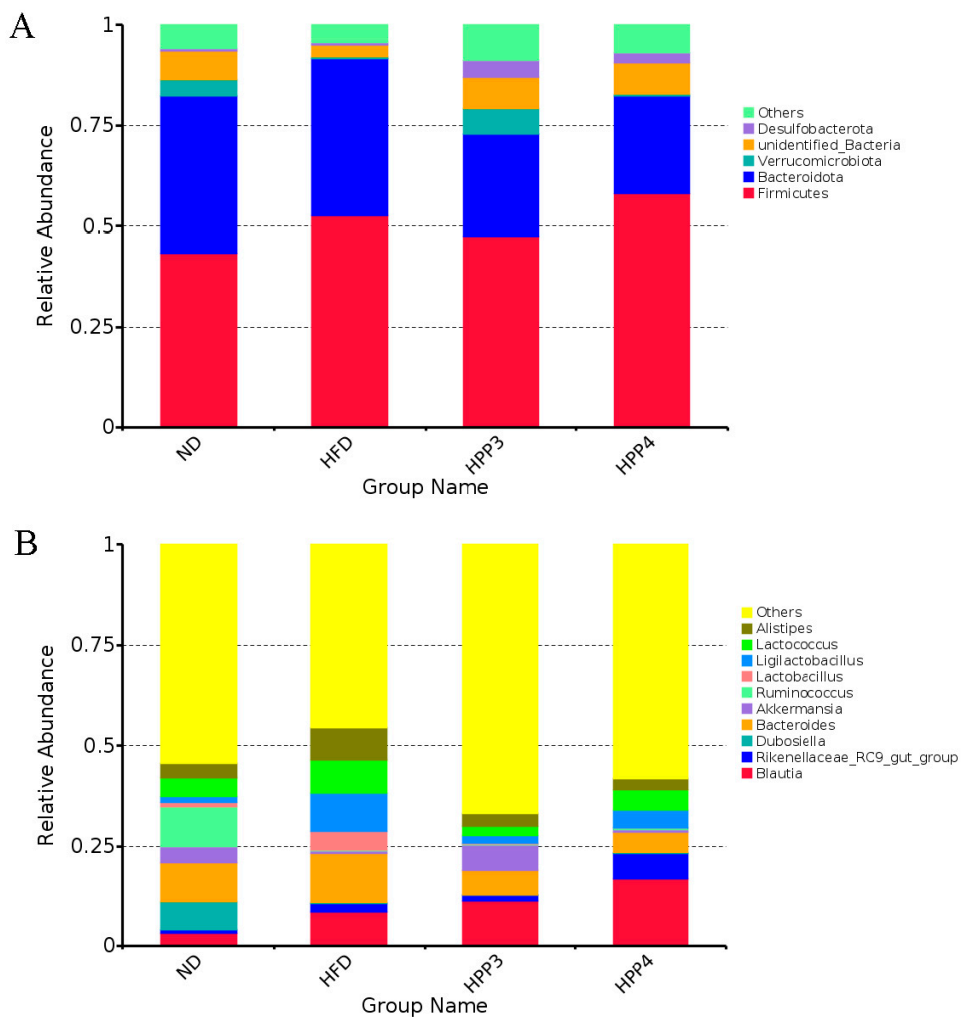 A
1
0.75
0.5
0.25
0
Relative Abundance
ND
HFD
HPP3
HPP4
Group Name
Others
Desulfobacterota
unidentified_Bacteria
Verrucomicrobiota
Bacteroidota
Firmicutes
B
1
0.75
0.5
0.25
0
Relative Abundance
ND
HFD
HPP3
HPP4
Group Name
Others
Alistipes
Lactococcus
Ligilactobacillus
Lactobacillus
Ruminococcus
Akkermansia
Bacteroides
Dubosiella
Rikenellaceae_RC9_gut_group
Blautia